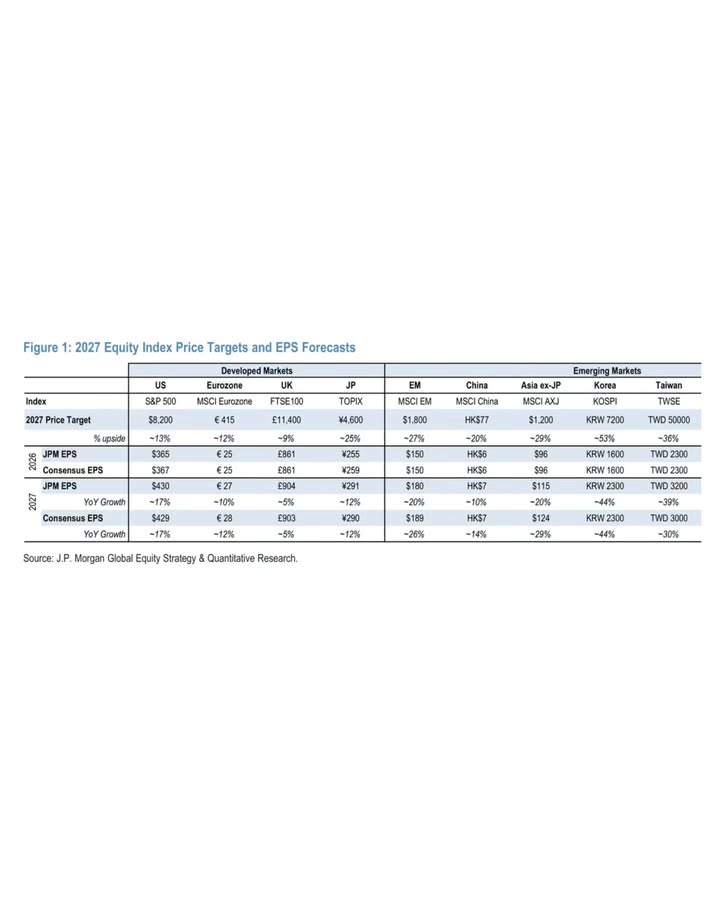 Figure 1: 2027 Equity Index Price Targets and EPS Forecasts
Developed Markets Emerging Markets
US Eurozone UK JP EM China Asia ex-JP Korea Taiwan
Index S&P 500 MSCI Eurozone FTSE100 TOPIX MSCI EM MSCI China MSCI AXJ KOSPI TWSE
2027 Price Target $8,200 € 415 £11,400 ¥4,600 $1,800 HK$77 $1,200 KRW 7200 TWD 50000
% upside ~13% ~12% ~9% ~25% ~27% ~20% ~29% ~53% ~36%
2026
JPM EPS $365 € 25 £861 ¥255 $150 HK$6 $96 KRW 1600 TWD 2300
Consensus EPS $367 € 25 £861 ¥259 $150 HK$6 $96 KRW 1600 TWD 2300
2027
JPM EPS $430 € 27 £904 ¥291 $180 HK$7 $115 KRW 2300 TWD 3200
YoY Growth ~17% ~10% ~5% ~12% ~20% ~10% ~20% ~44% ~39%
Consensus EPS $429 € 28 £903 ¥290 $189 HK$7 $124 KRW 2300 TWD 3000
YoY Growth ~17% ~12% ~5% ~12% ~26% ~14% ~29% ~44% ~30%
Source: J.P. Morgan Global Equity Strategy & Quantitative Research.